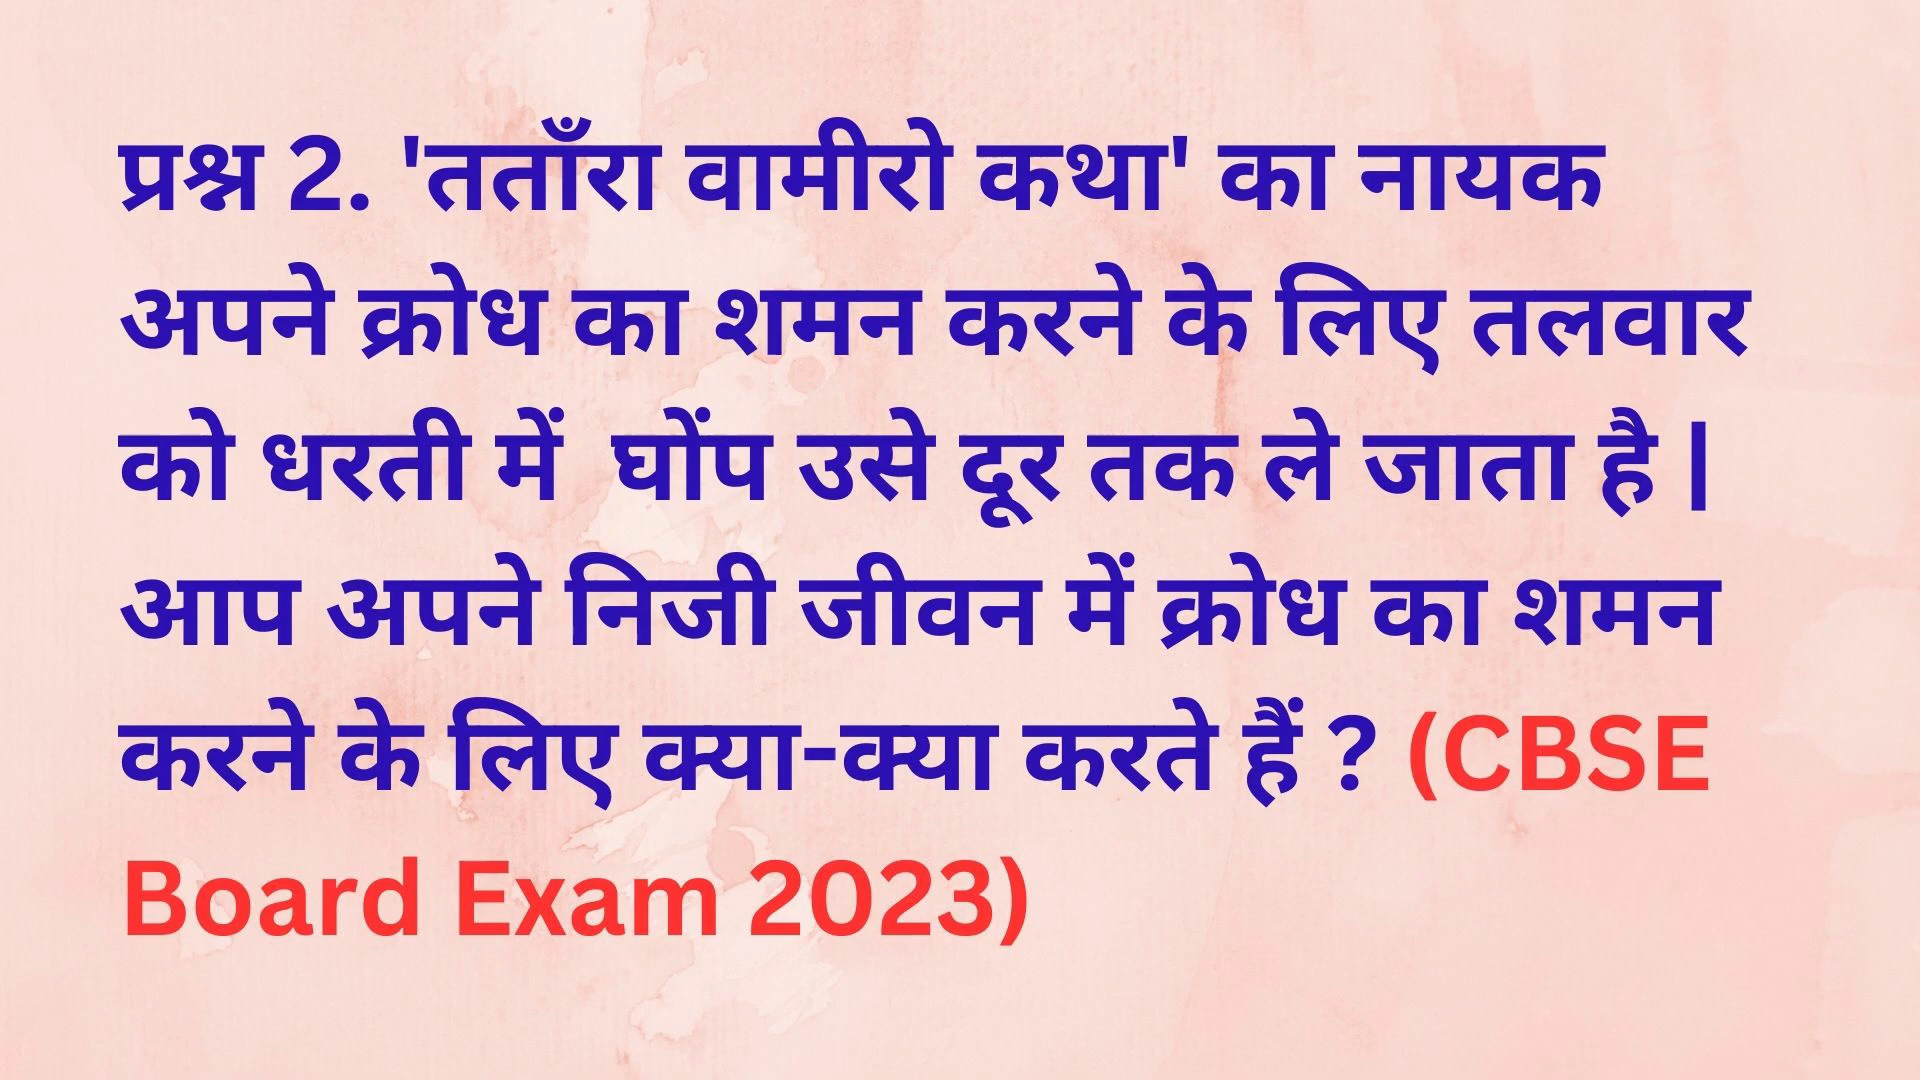 प्रश्न 2. 'तताँरा वामीरो कथा' का नायक
अपने क्रोध का शमन करने के लिए तलवार
को धरती में  घोंप उसे दूर तक ले जाता है |
आप अपने निजी जीवन में क्रोध का शमन
करने के लिए क्या-क्या करते हैं ? (CBSE
Board Exam 2023)